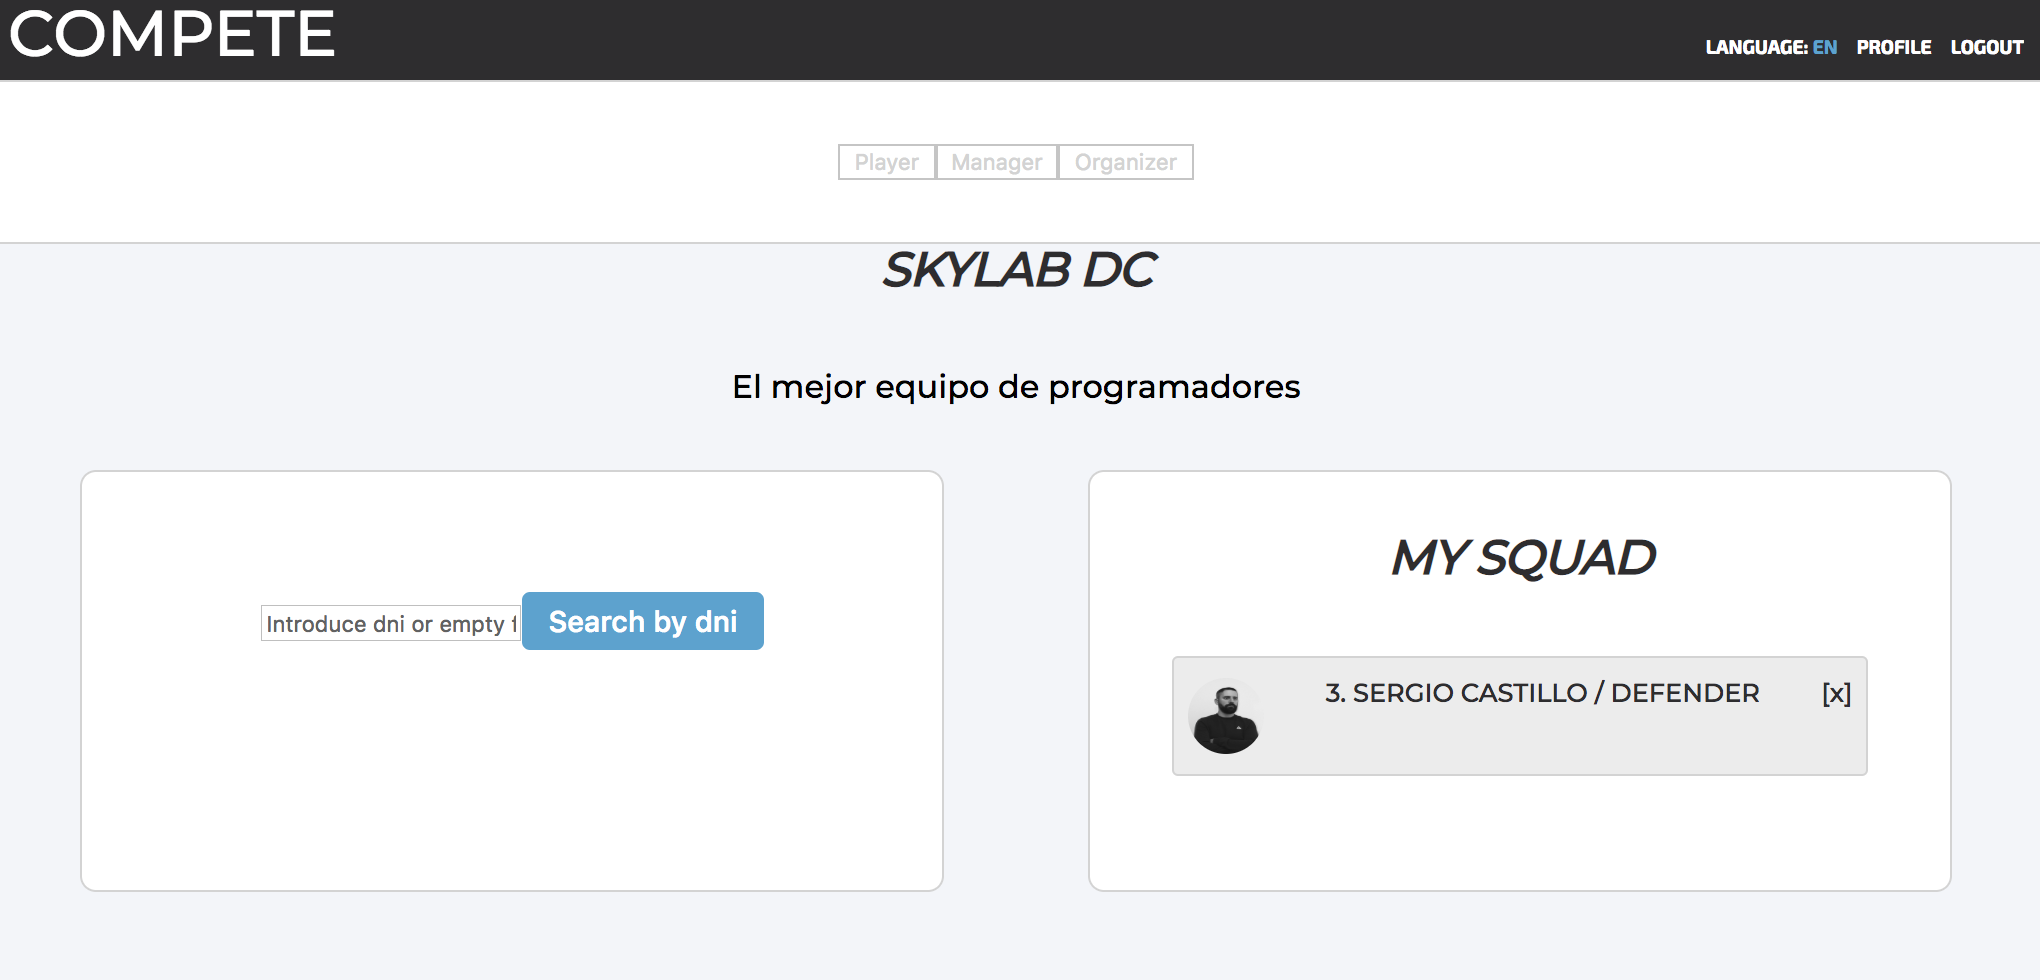 COMPETE
LANGUAGE: EN PROFILE LOGOUT
Player Manager Organizer
SKYLAB DC
El mejor equipo de programadores
Introduce dni or empty
Search by dni
MY SQUAD
3. SERGIO CASTILLO / DEFENDER [x]